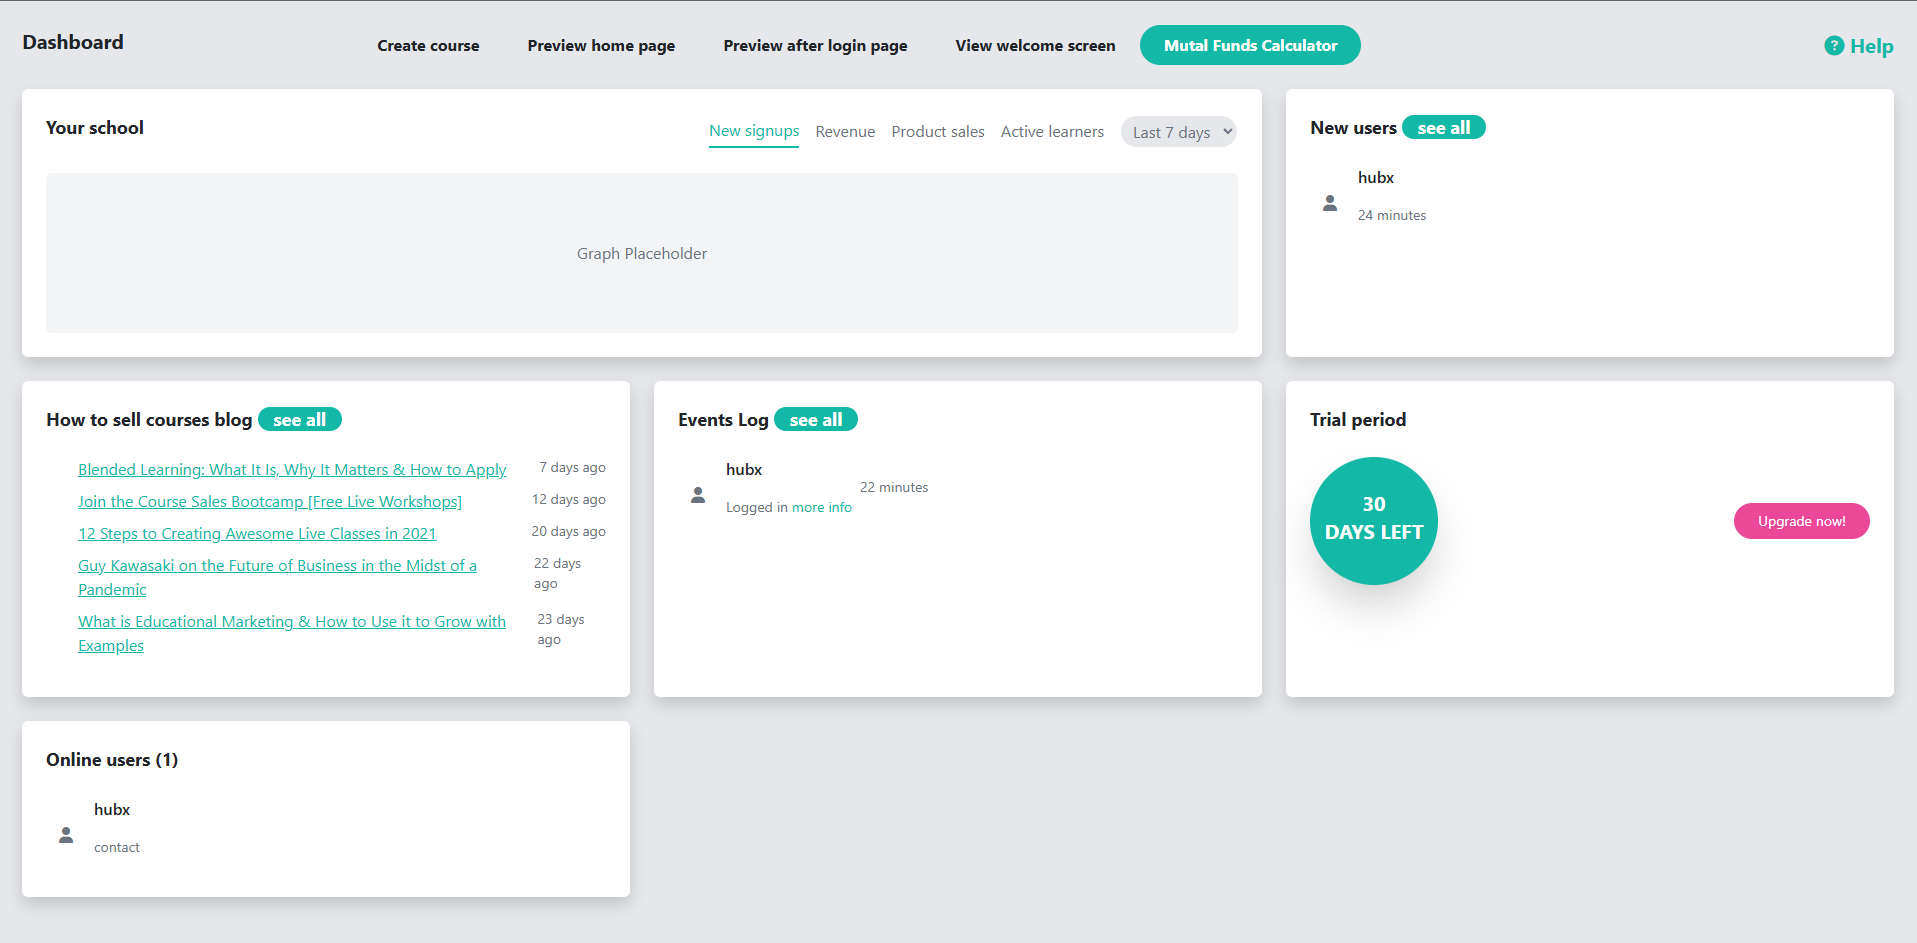 Dashboard
Create course
Preview home page
Preview after login page
View welcome screen
Mutal Funds Calculator
? Help
Your school
New signups
Revenue
Product sales
Active learners
Last 7 days
Graph Placeholder
New users see all
hubx
24 minutes
How to sell courses blog see all
Blended Learning: What It Is, Why It Matters & How to Apply
7 days ago
Join the Course Sales Bootcamp [Free Live Workshops]
12 days ago
12 Steps to Creating Awesome Live Classes in 2021
20 days ago
Guy Kawasaki on the Future of Business in the Midst of a
Pandemic
22 days
ago
What is Educational Marketing & How to Use it to Grow with
Examples
23 days
ago
Events Log see all
hubx
Logged in more info
22 minutes
Trial period
30
DAYS LEFT
Upgrade now!
Online users (1)
hubx
contact